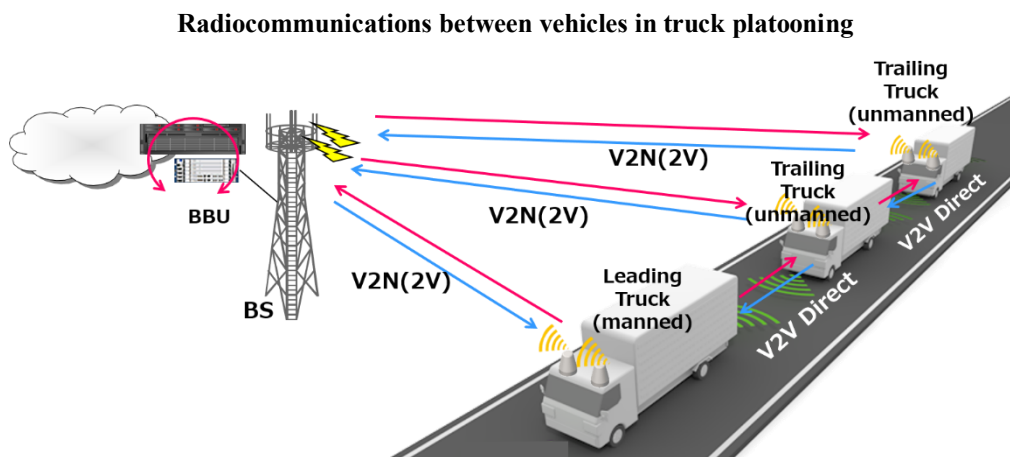 Radiocommunications between vehicles in truck platooning
Trailing
Truck
(unmanned)
V2N(2V)
Trailing
Truck
(unmanned)
BBU
V2N(2V)
V2V Direct
V2N(2V)
Leading
Truck
(manned)
BS
V2V Direct